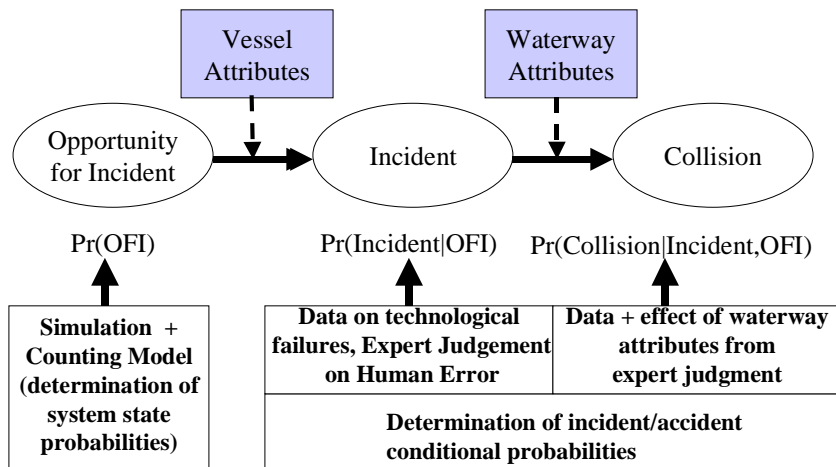 Vessel
Attributes
Waterway
Attributes
Opportunity
for Incident
Incident
Collision
Pr(OFI)
Pr(Incident|OFI)
Pr(Collision|Incident,OFI)
Simulation +
Counting Model
(determination of
system state
probabilities)
Data on technological
failures, Expert Judgement
on Human Error
Data + effect of waterway
attributes from
expert judgment
Determination of incident/accident
conditional probabilities